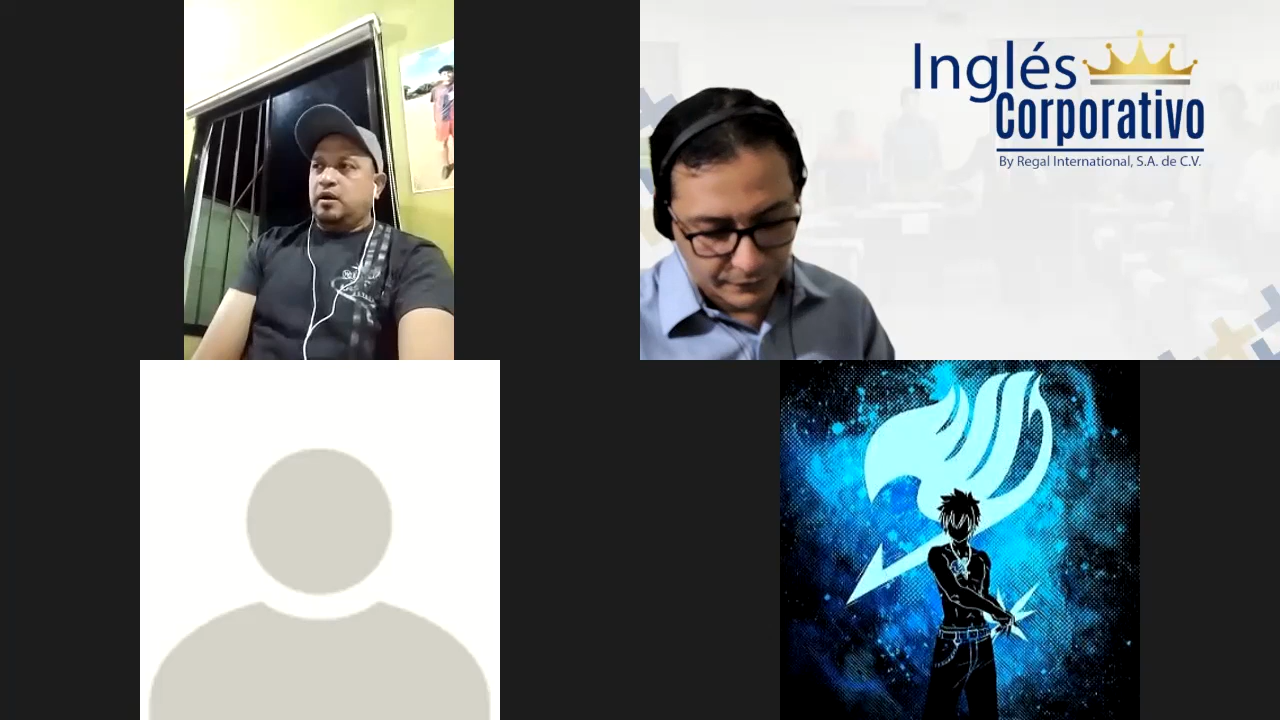 Inglés
Corporativo
By Regal International, S.A. de C.V.